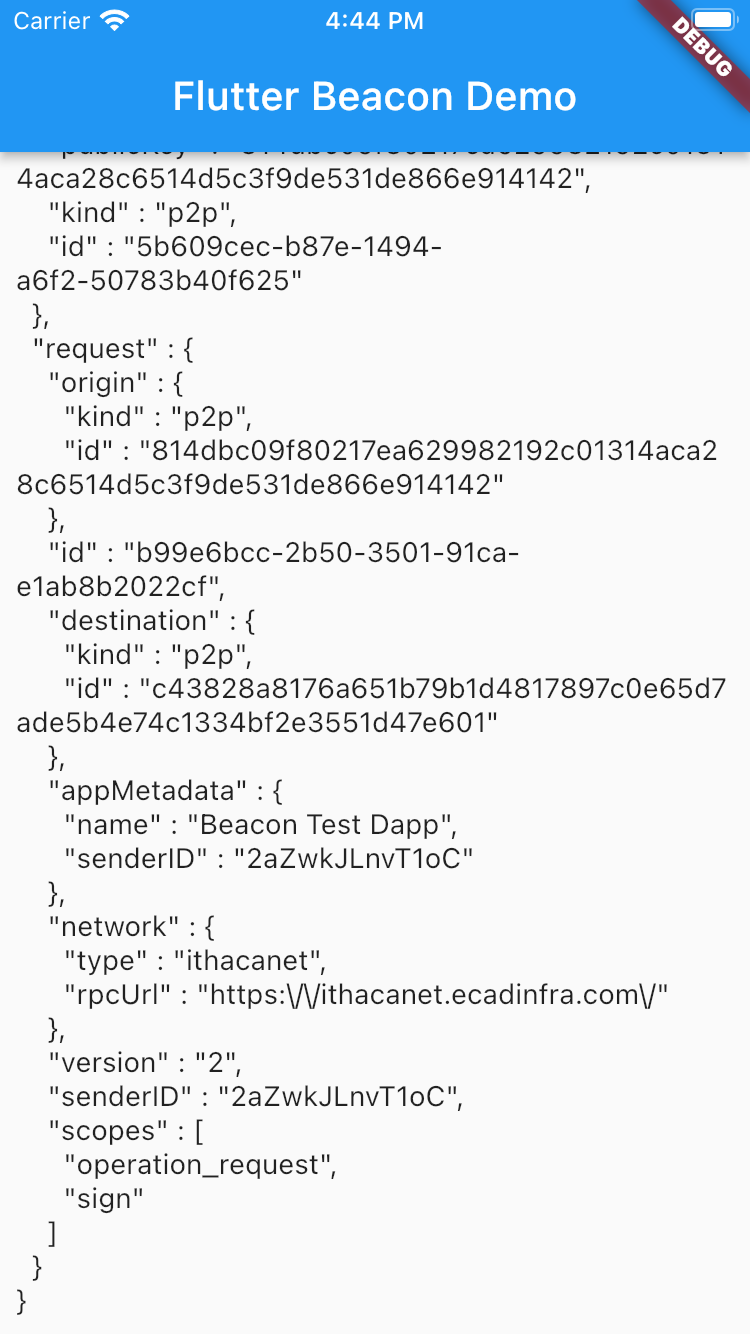 Carrier
4:44 PM
DEBUG
Flutter Beacon Demo
4aca28c6514d5c3f9de531de866e914142",
"kind" : "p2p",
"id" : "5b609cec-b87e-1494-
a6f2-50783b40f625"
},
"request" : {
"origin" : {
"kind" : "p2p",
"id" : "814dbc09f80217ea629982192c01314aca2
8c6514d5c3f9de531de866e914142"
},
"id" : "b99e6bcc-2b50-3501-91ca-
e1ab8b2022cf",
"destination" : {
"kind" : "p2p",
"id" : "c43828a8176a651b79b1d4817897c0e65d7
ade5b4e74c1334bf2e3551d47e601"
},
"appMetadata" : {
"name" : "Beacon Test Dapp",
"senderID" : "2aZwkJLnvT1oC"
},
"network" : {
"type" : "ithacanet",
"rpcUrl" : "https:\/\/ithacanet.ecadinfra.com\/"
},
"version" : "2",
"senderID" : "2aZwkJLnvT1oC",
"scopes" : [
"operation_request",
"sign"
]
}
}